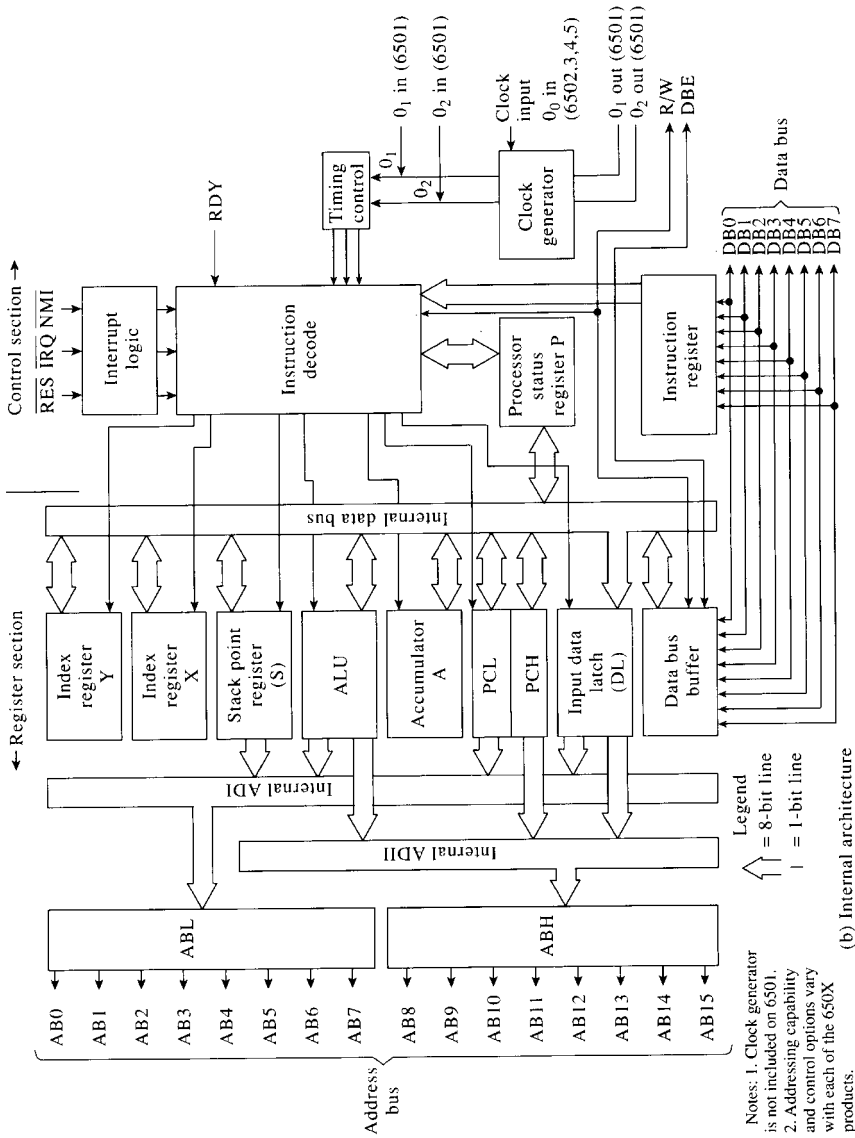 ← Register section
Control section →
RES IRQ NMI
Interrupt
logic
RDY
Instruction
decode
Timing
control
0₁
0₂
0₁ in (6501)
0₂ in (6501)
Clock
input
0₀ in
(6502,3,4,5)
Clock
generator
0₁ out (6501)
0₂ out (6501)
R/W
DBE
Processor
status
register P
Instruction
register
Data bus
DB0
DB1
DB2
DB3
DB4
DB5
DB6
DB7
Internal data bus
Index
register
Y
Index
register
X
Stack point
register
(S)
ALU
Accumulator
A
PCL
PCH
Input data
latch
(DL)
Data bus
buffer
Internal ADI
Internal ADII
ABL
ABH
AB0
AB1
AB2
AB3
AB4
AB5
AB6
AB7
AB8
AB9
AB10
AB11
AB12
AB13
AB14
AB15
Address
bus
Legend
= 8-bit line
= 1-bit line
Notes: 1. Clock generator
is not included on 6501.
2. Addressing capability
and control options vary
with each of the 650X
products.
(b) Internal architecture